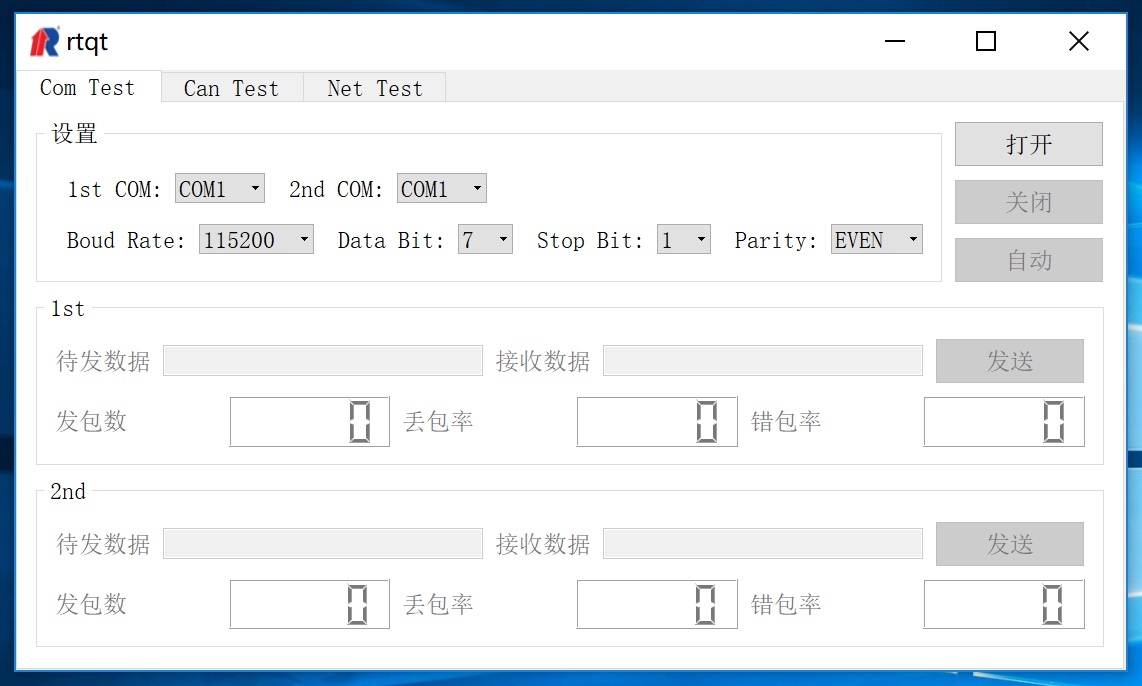 rtqt
Com Test Can Test Net Test
设置
打开
1st COM: COM1 2nd COM: COM1
关闭
Boud Rate: 115200 Data Bit: 7 Stop Bit: 1 Parity: EVEN
自动
1st
待发数据 接收数据 发送
发包数 0 丢包率 0 错包率 0
2nd
待发数据 接收数据 发送
发包数 0 丢包率 0 错包率 0